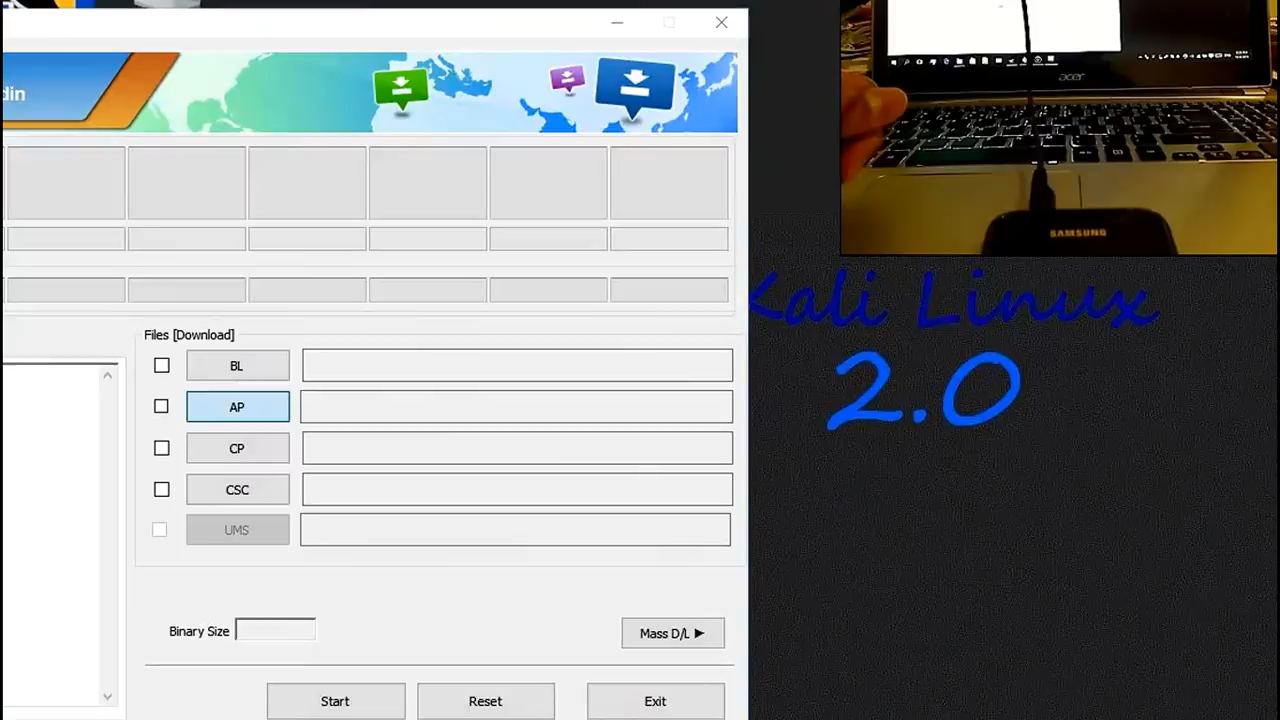 din
acer
SAMSUNG
Kali Linux
2.0
Files [Download]
BL
AP
CP
CSC
UMS
Binary Size
Mass D/L ▶
Start
Reset
Exit